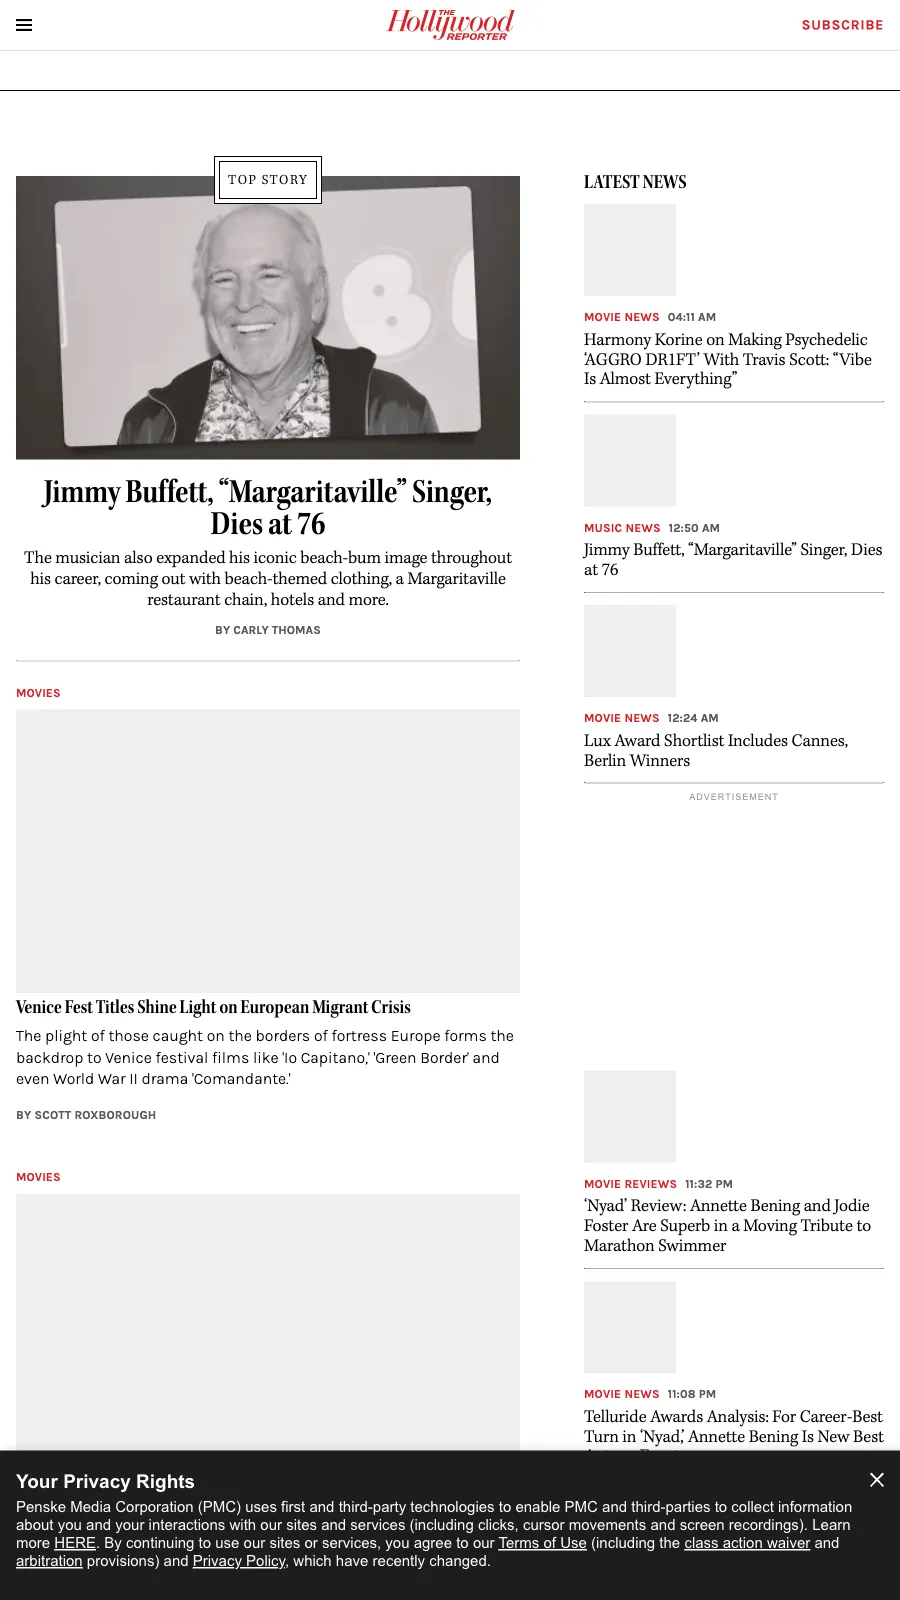 THE
Hollywood
REPORTER
SUBSCRIBE
TOP STORY
Jimmy Buffett, “Margaritaville” Singer,
Dies at 76
The musician also expanded his iconic beach-bum image throughout
his career, coming out with beach-themed clothing, a Margaritaville
restaurant chain, hotels and more.
BY CARLY THOMAS
MOVIES
Venice Fest Titles Shine Light on European Migrant Crisis
The plight of those caught on the borders of fortress Europe forms the
backdrop to Venice festival films like 'Io Capitano,' 'Green Border' and
even World War II drama 'Comandante.'
BY SCOTT ROXBOROUGH
MOVIES
LATEST NEWS
MOVIE NEWS 04:11 AM
Harmony Korine on Making Psychedelic
‘AGGRO DR1FT’ With Travis Scott: “Vibe
Is Almost Everything”
MUSIC NEWS 12:50 AM
Jimmy Buffett, “Margaritaville” Singer, Dies
at 76
MOVIE NEWS 12:24 AM
Lux Award Shortlist Includes Cannes,
Berlin Winners
ADVERTISEMENT
MOVIE REVIEWS 11:32 PM
‘Nyad’ Review: Annette Bening and Jodie
Foster Are Superb in a Moving Tribute to
Marathon Swimmer
MOVIE NEWS 11:08 PM
Telluride Awards Analysis: For Career-Best
Turn in ‘Nyad,’ Annette Bening Is New Best
Your Privacy Rights
Penske Media Corporation (PMC) uses first and third-party technologies to enable PMC and third-parties to collect information
about you and your interactions with our sites and services (including clicks, cursor movements and screen recordings). Learn
more HERE. By continuing to use our sites or services, you agree to our Terms of Use (including the class action waiver and
arbitration provisions) and Privacy Policy, which have recently changed.